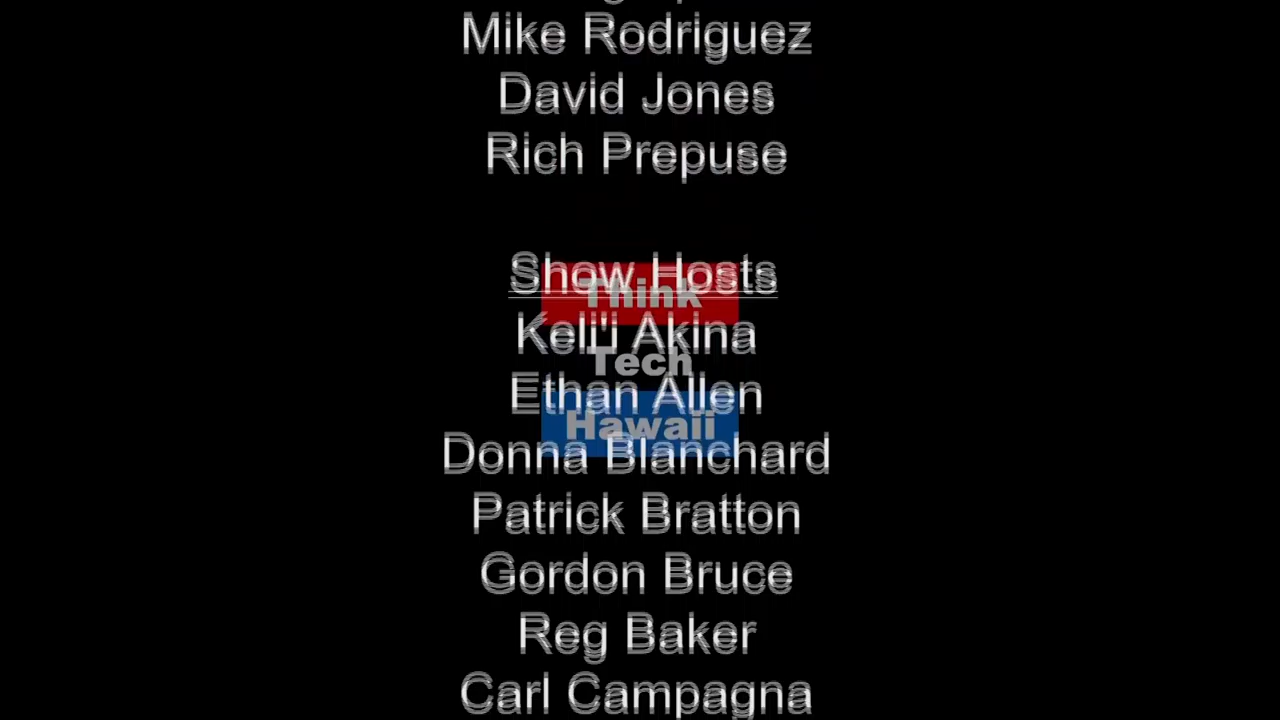 Mike Rodriguez
David Jones
Rich Prepuse
Show Hosts
Think
Keli'i Akina
Tech
Ethan Allen
Hawaii
Donna Blanchard
Patrick Bratton
Gordon Bruce
Reg Baker
Carl Campagna